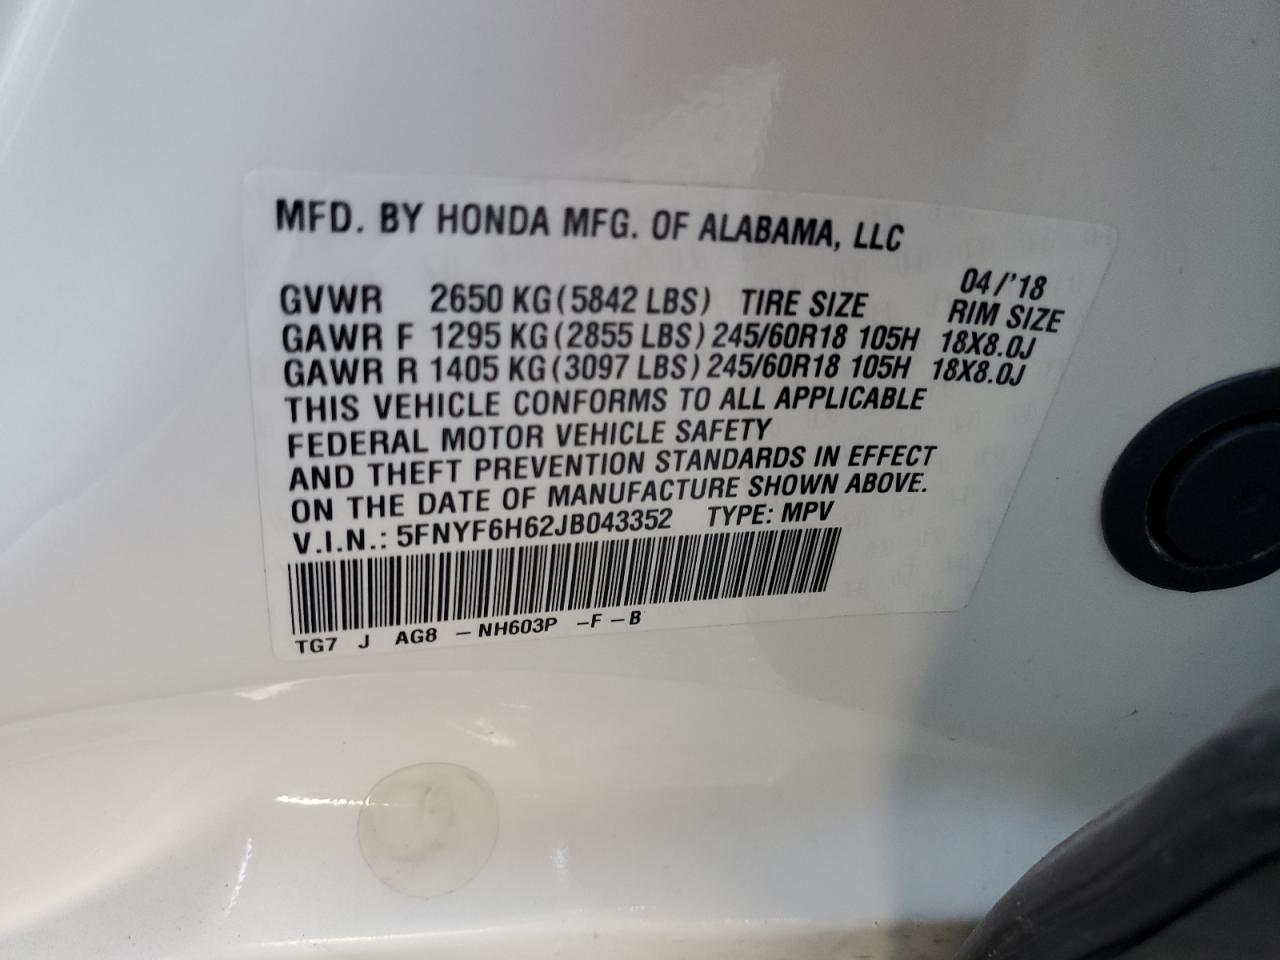 MFD. BY HONDA MFG. OF ALABAMA, LLC
04/'18
GVWR 2650 KG(5842 LBS) TIRE SIZE RIM SIZE
GAWR F 1295 KG(2855 LBS) 245/60R18 105H 18X8.0J
GAWR R 1405 KG(3097 LBS) 245/60R18 105H 18X8.0J
THIS VEHICLE CONFORMS TO ALL APPLICABLE
FEDERAL MOTOR VEHICLE SAFETY
AND THEFT PREVENTION STANDARDS IN EFFECT
ON THE DATE OF MANUFACTURE SHOWN ABOVE.
V.I.N.: 5FNYF6H62JB043352 TYPE: MPV
TG7 J AG8 – NH603P –F–B